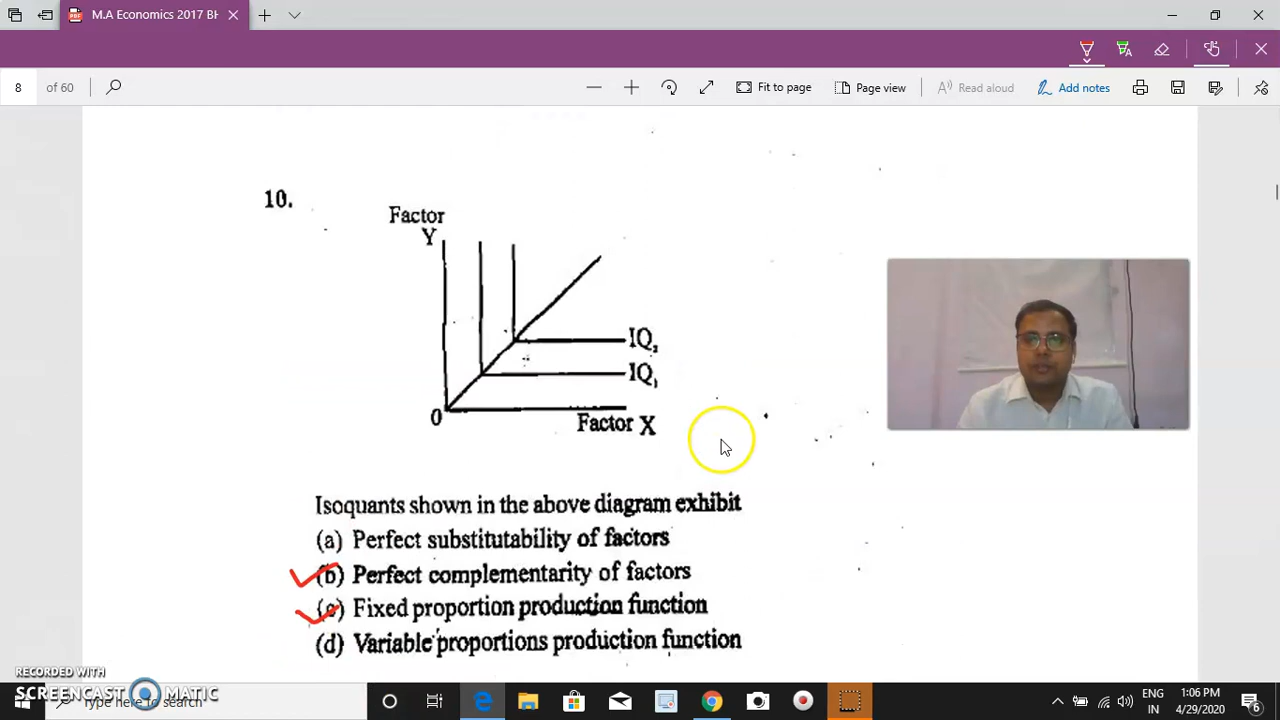 M.A Economics 2017 BH
8 of 60
Fit to page
Page view
Read aloud
Add notes
10.
Factor
Y
IQ₂
IQ₁
0
Factor X
Isoquants shown in the above diagram exhibit
(a) Perfect substitutability of factors
(b) Perfect complementarity of factors
(c) Fixed proportion production function
(d) Variable proportions production function
RECORDED WITH
SCREENCAST MATIC
Type here to search
ENG
IN
1:06 PM
4/29/2020
6